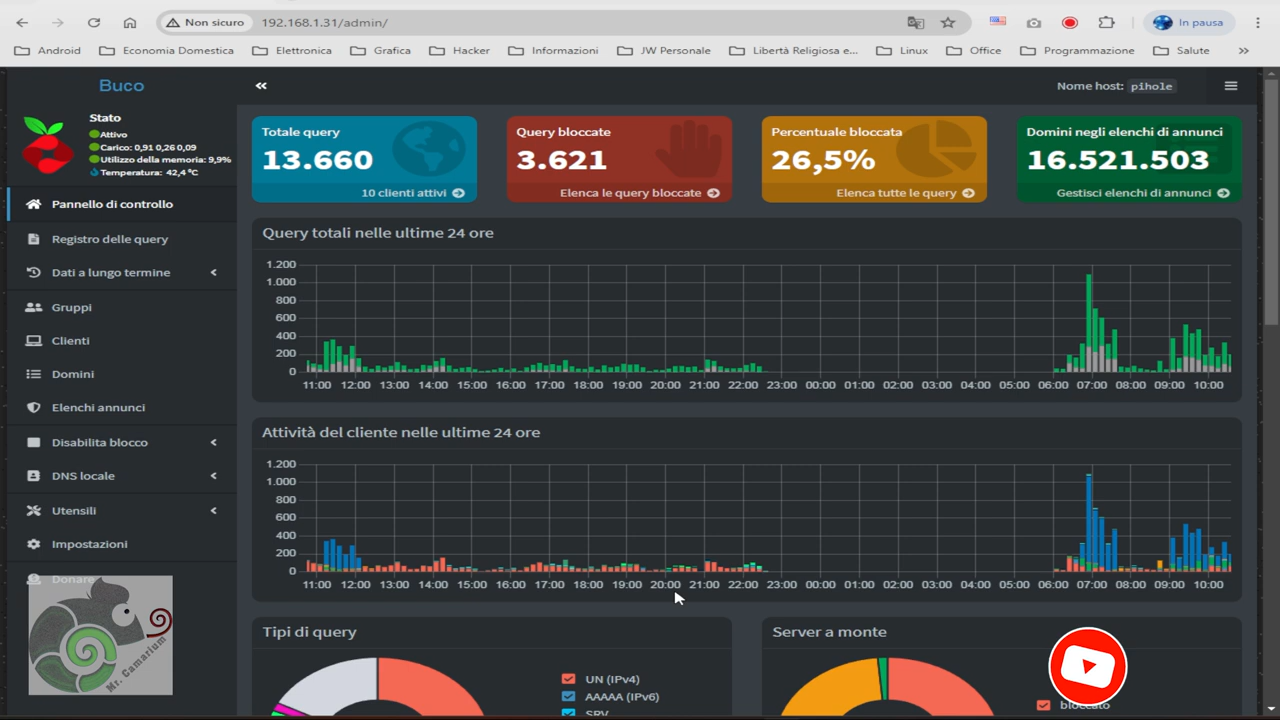 Non sicuro
192.168.1.31/admin/
In pausa
Android
Economia Domestica
Elettronica
Grafica
Hacker
Informazioni
JW Personale
Libertà Religiosa e...
Linux
Office
Programmazione
Salute
Buco
Nome host: pihole
Stato
Attivo
Carico: 0,91 0,26 0,09
Utilizzo della memoria: 9,9%
Temperatura: 42,4 ºC
Totale query
13.660
10 clienti attivi
Query bloccate
3.621
Elenca le query bloccate
Percentuale bloccata
26,5%
Elenca tutte le query
Domini negli elenchi di annunci
16.521.503
Gestisci elenchi di annunci
Pannello di controllo
Registro delle query
Dati a lungo termine
Gruppi
Clienti
Domini
Elenchi annunci
Disabilita blocco
DNS locale
Utensili
Impostazioni
Donare
Mr. Camarium
Query totali nelle ultime 24 ore
1.200
1.000
800
600
400
200
0
11:00 12:00 13:00 14:00 15:00 16:00 17:00 18:00 19:00 20:00 21:00 22:00 23:00 00:00 01:00 02:00 03:00 04:00 05:00 06:00 07:00 08:00 09:00 10:00
Attività del cliente nelle ultime 24 ore
1.200
1.000
800
600
400
200
0
11:00 12:00 13:00 14:00 15:00 16:00 17:00 18:00 19:00 20:00 21:00 22:00 23:00 00:00 01:00 02:00 03:00 04:00 05:00 06:00 07:00 08:00 09:00 10:00
Tipi di query
UN (IPv4)
AAAAA (IPv6)
SRV
Server a monte
bloccato